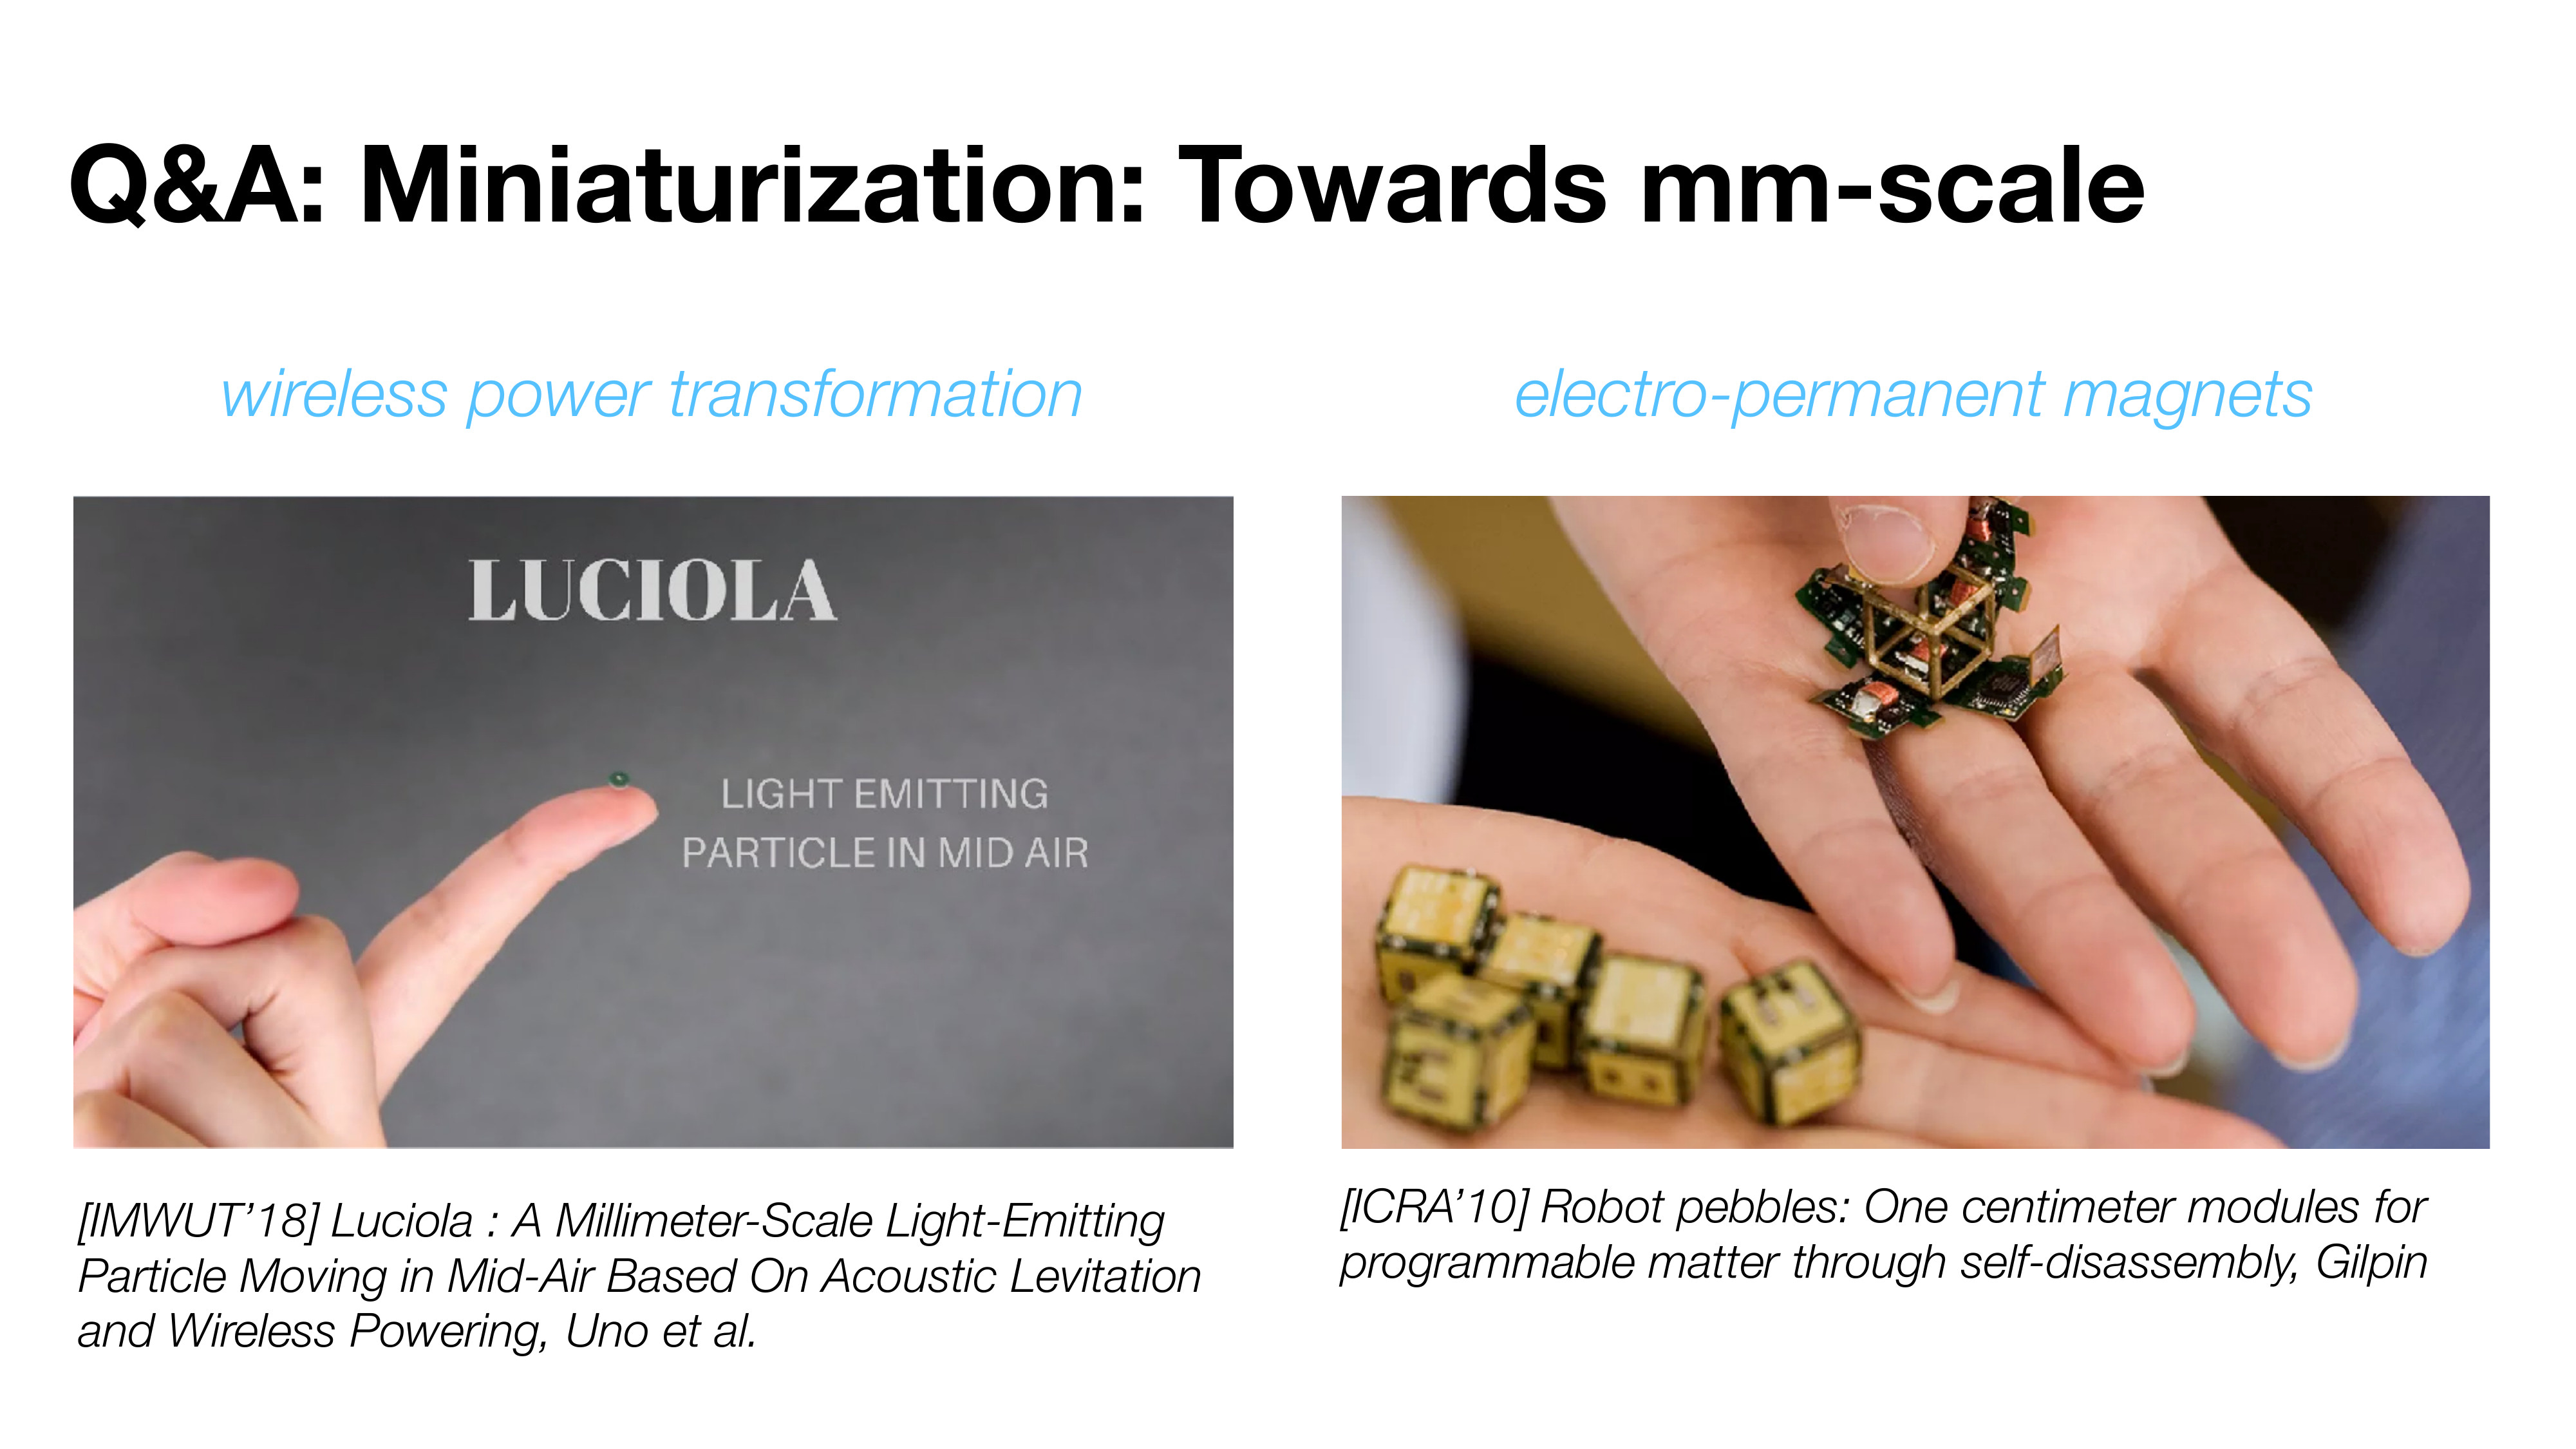 Q&A: Miniaturization: Towards mm-scale
wireless power transformation
LUCIOLA
LIGHT EMITTING
PARTICLE IN MID AIR
[IMWUT’18] Luciola : A Millimeter-Scale Light-Emitting
Particle Moving in Mid-Air Based On Acoustic Levitation
and Wireless Powering, Uno et al.
electro-permanent magnets
[ICRA’10] Robot pebbles: One centimeter modules for
programmable matter through self-disassembly, Gilpin